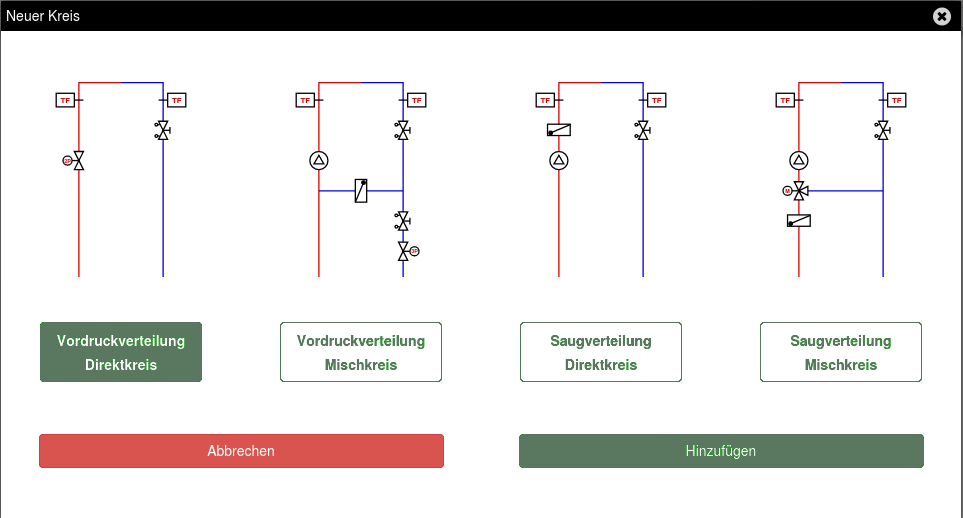 Neuer Kreis
TF TF TF TF TF TF TF TF
M
Vordruckverteilung Direktkreis
Vordruckverteilung Mischkreis
Saugverteilung Direktkreis
Saugverteilung Mischkreis
Abbrechen Hinzufügen